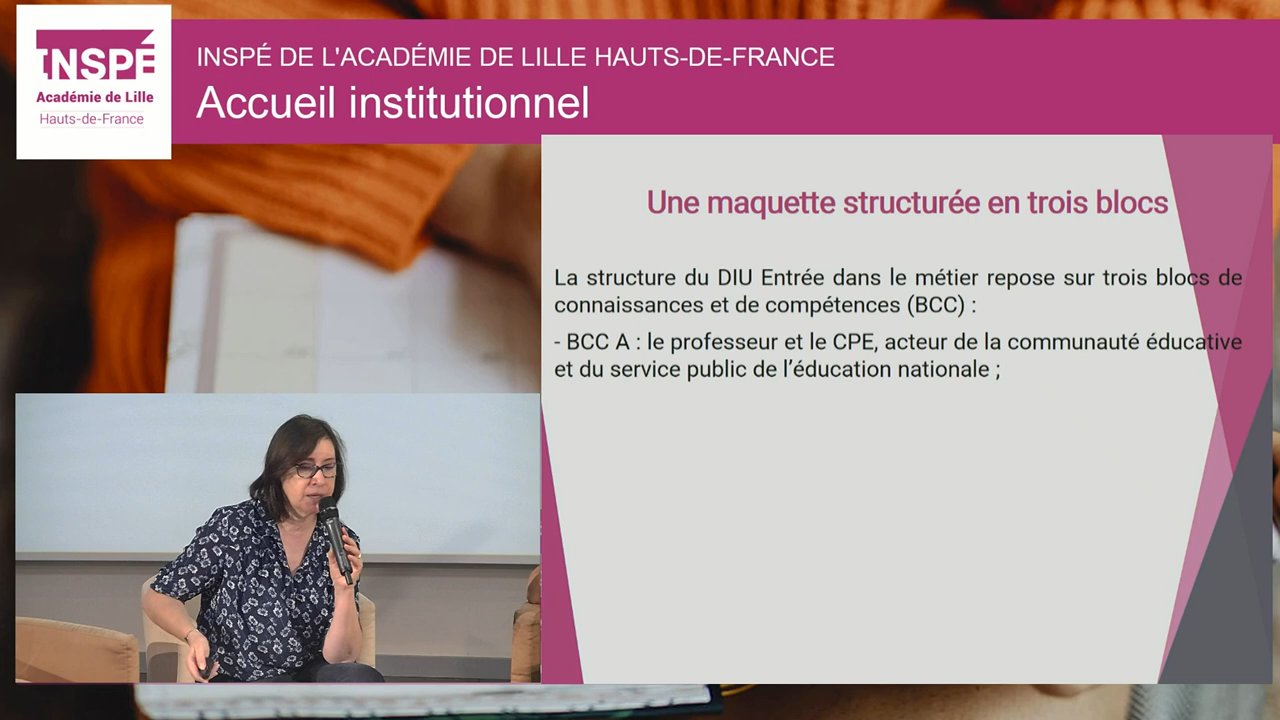 INSPÉ
Académie de Lille
Hauts-de-France
INSPÉ DE L'ACADÉMIE DE LILLE HAUTS-DE-FRANCE
Accueil institutionnel
Une maquette structurée en trois blocs
La structure du DIU Entrée dans le métier repose sur trois blocs de
connaissances et de compétences (BCC) :
- BCC A : le professeur et le CPE, acteur de la communauté éducative
et du service public de l’éducation nationale ;